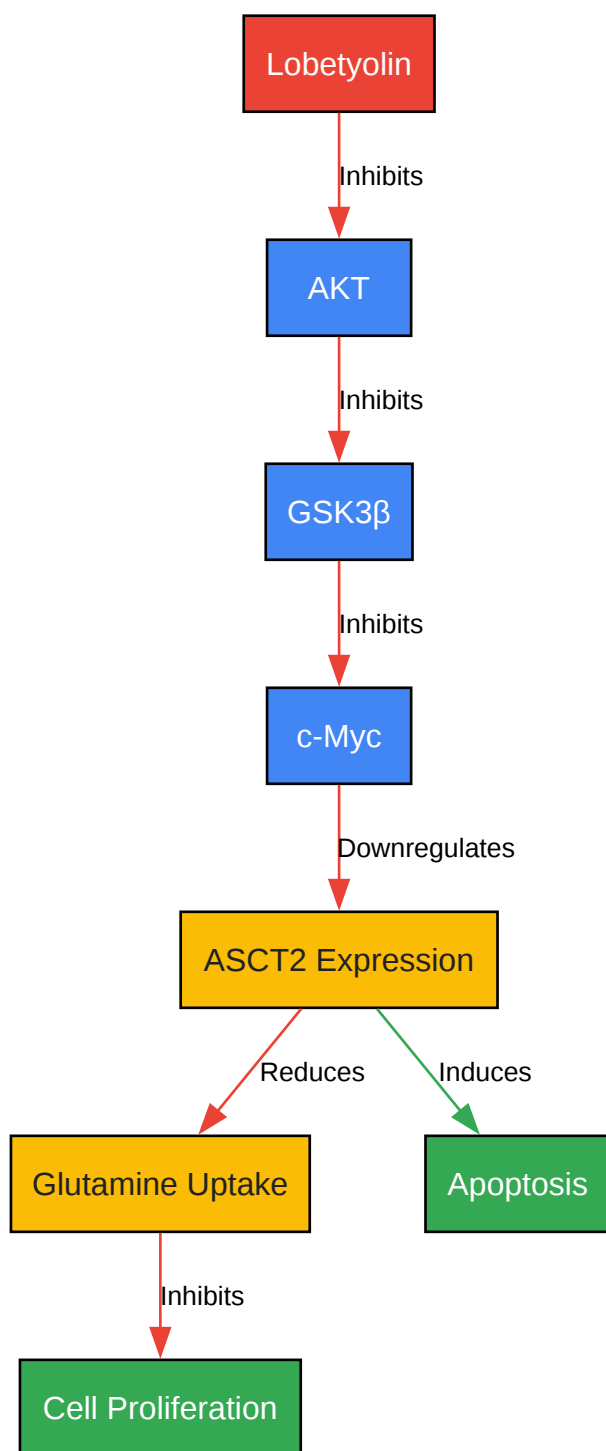 Lobetyolin
Inhibits
AKT
Inhibits
GSK3β
Inhibits
c-Myc
Downregulates
ASCT2 Expression
Reduces
Induces
Glutamine Uptake
Apoptosis
Inhibits
Cell Proliferation